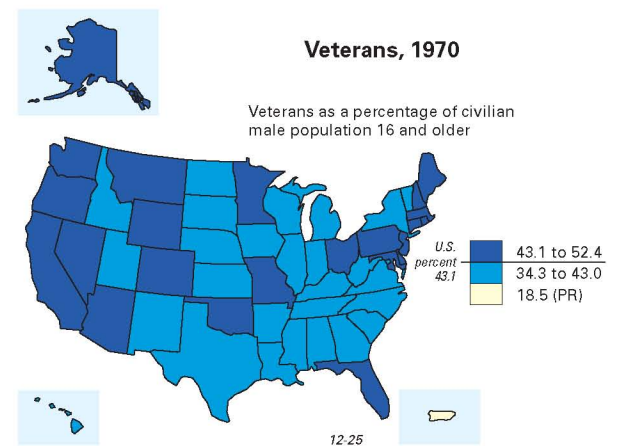 Veterans, 1970
Veterans as a percentage of civilian
male population 16 and older
U.S.
percent
43.1
43.1 to 52.4
34.3 to 43.0
18.5 (PR)
12-25